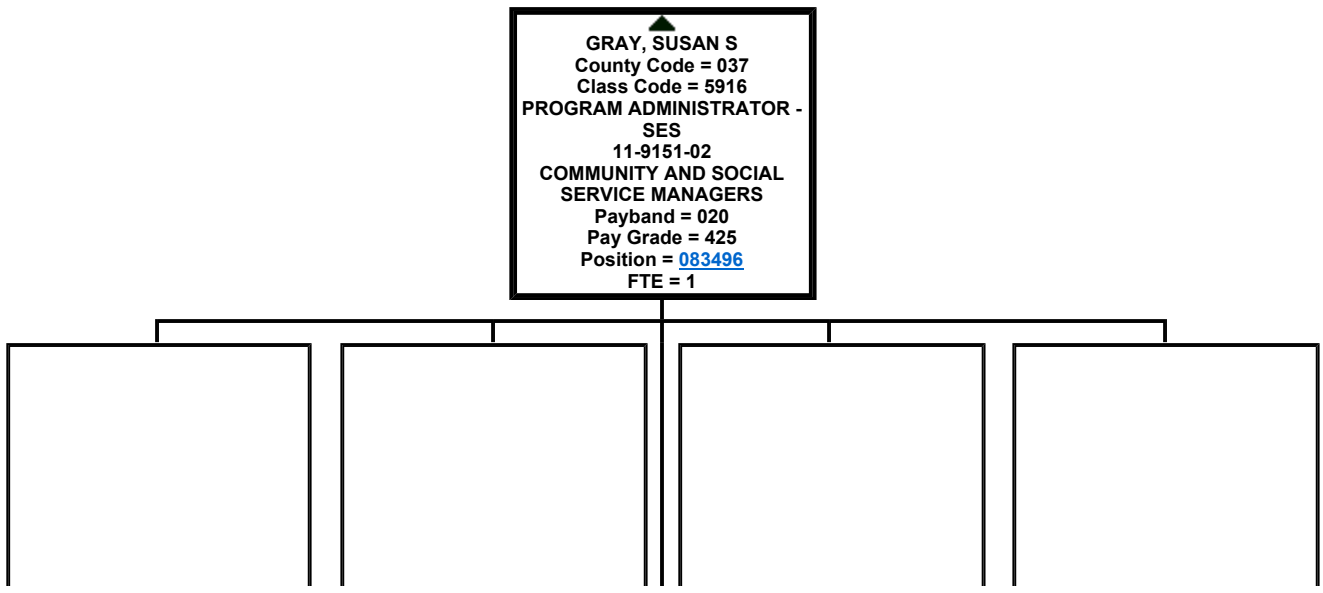 GRAY, SUSAN S
County Code = 037
Class Code = 5916
PROGRAM ADMINISTRATOR -
SES
11-9151-02
COMMUNITY AND SOCIAL
SERVICE MANAGERS
Payband = 020
Pay Grade = 425
Position = 083496
FTE = 1